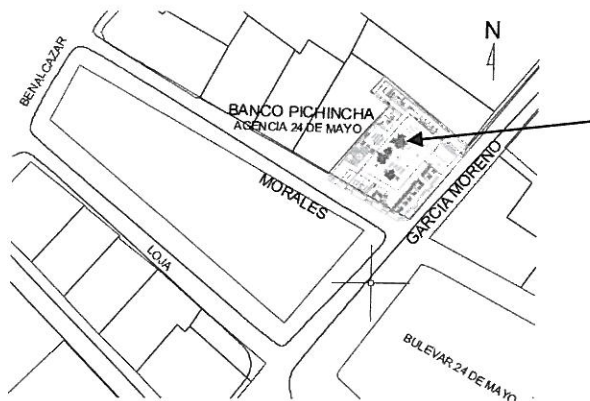 N
BENALCAZAR
BANCO PICHINCHA
AGENCIA 24 DE MAYO
MORALES
GARCIA MORENO
LOJA
BULEVAR 24 DE MAYO